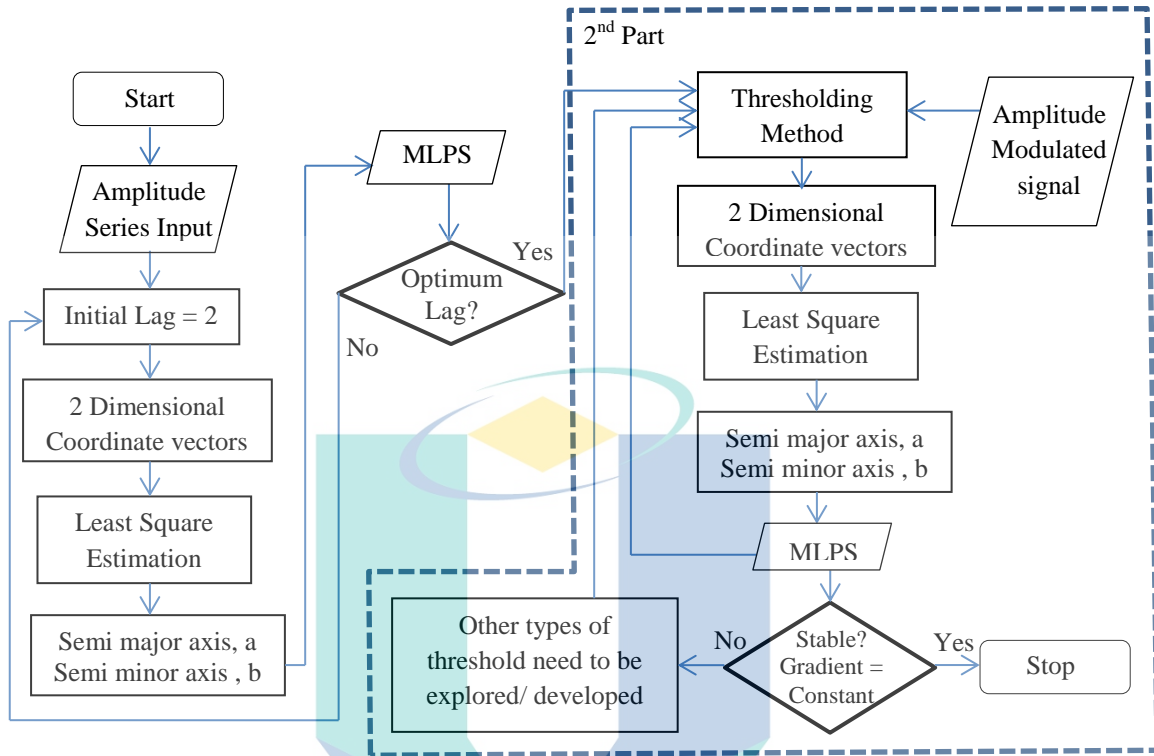 Start
Amplitude
Series Input
Initial Lag = 2
2 Dimensional
Coordinate vectors
Least Square
Estimation
Semi major axis, a
Semi minor axis , b
MLPS
Optimum
Lag?
Yes
No
2nd Part
Thresholding
Method
Amplitude
Modulated
signal
2 Dimensional
Coordinate vectors
Least Square
Estimation
Semi major axis, a
Semi minor axis , b
MLPS
Stable?
Gradient =
Constant
No
Yes
Other types of
threshold need to be
explored/ developed
Stop